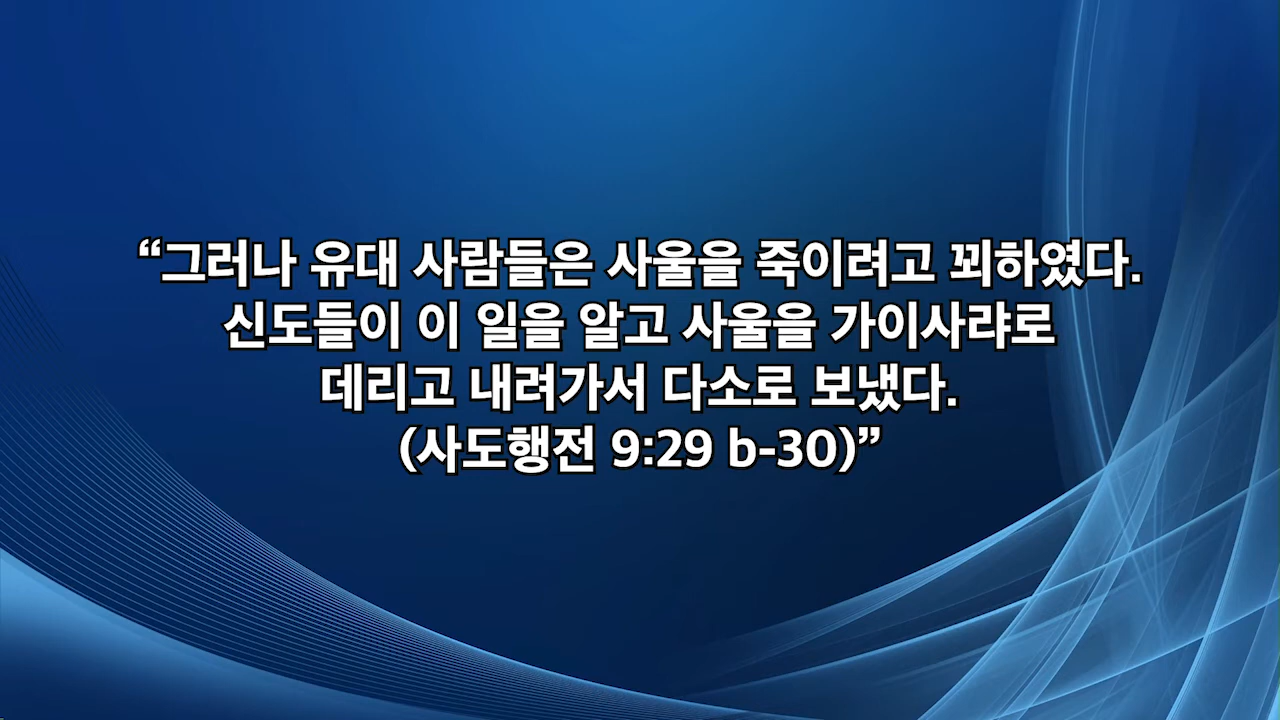 “그러나 유대 사람들은 사울을 죽이려고 꾀하였다.
신도들이 이 일을 알고 사울을 가이사랴로
데리고 내려가서 다소로 보냈다.
(사도행전 9:29 b-30)”